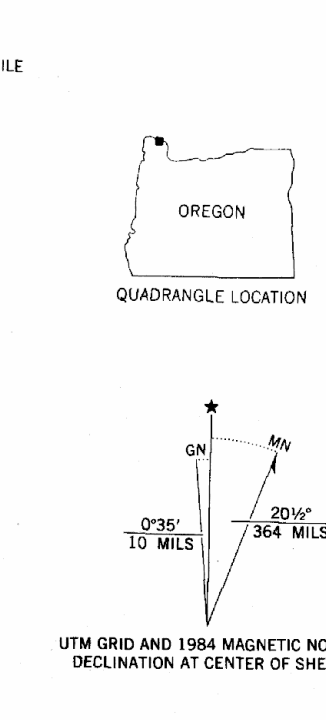 ILE
OREGON
QUADRANGLE LOCATION
GN
MN
0°35'
10 MILS
20½°
364 MILS
UTM GRID AND 1984 MAGNETIC NO
DECLINATION AT CENTER OF SHE